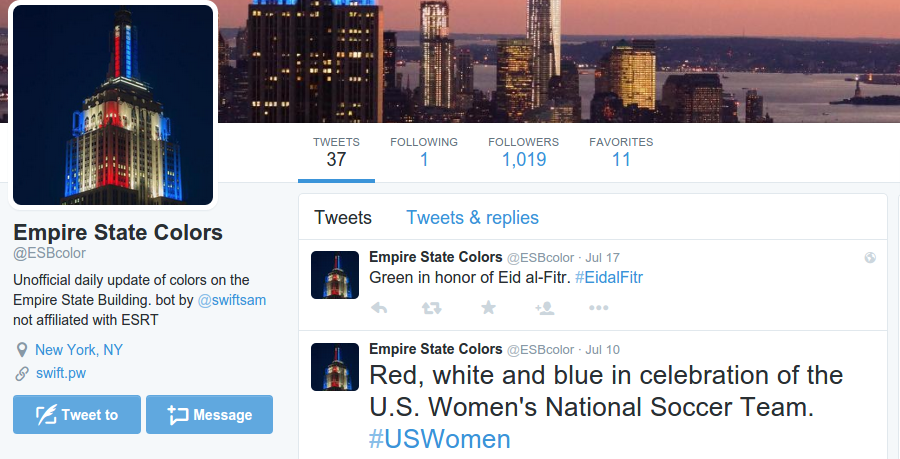 TWEETS FOLLOWING FOLLOWERS FAVORITES
37 1 1,019 11
Empire State Colors
@ESBcolor
Unofficial daily update of colors on the
Empire State Building. bot by @swiftsam
not affiliated with ESRT
New York, NY
swift.pw
Tweet to Message
Tweets Tweets & replies
Empire State Colors @ESBcolor · Jul 17
Green in honor of Eid al-Fitr. #EidalFitr
Empire State Colors @ESBcolor · Jul 10
Red, white and blue in celebration of the
U.S. Women's National Soccer Team.
#USWomen